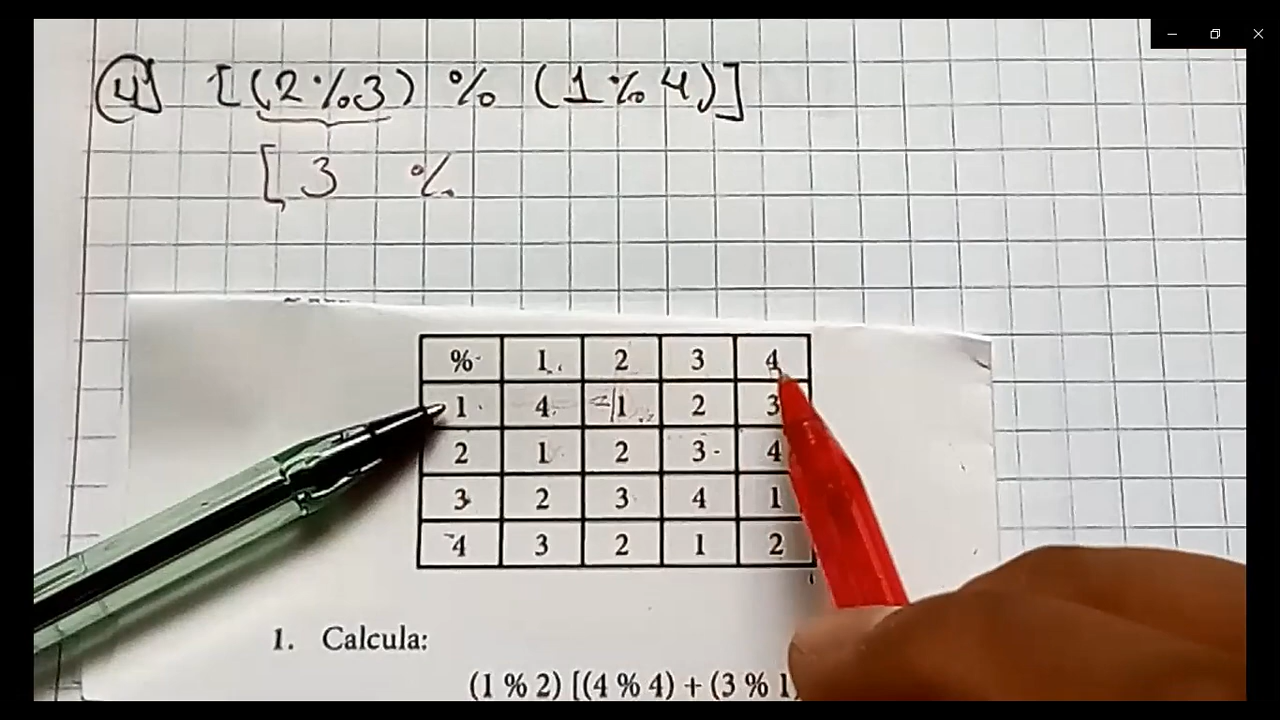 4) [(2%3) % (1%4)]
[ 3 %
% 1 2 3 4
1 4 1 2 3
2 1 2 3 4
3 2 3 4 1
4 3 2 1 2
1. Calcula:
(1 % 2) [(4 % 4) + (3 % 1)